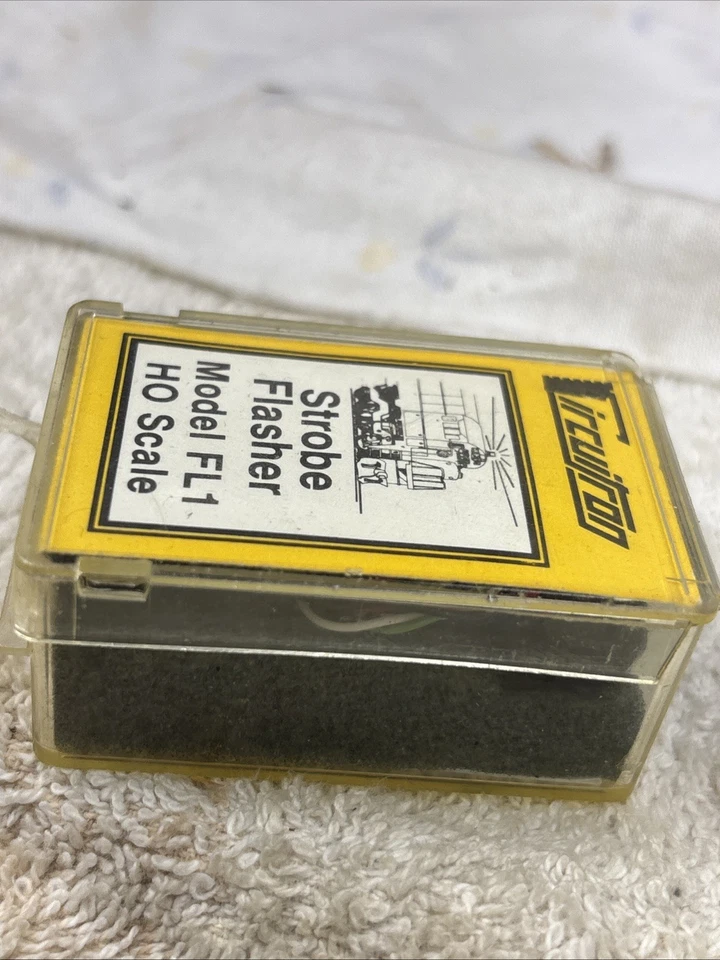 Circuitron
Strobe
Flasher
Model FL1
HO Scale